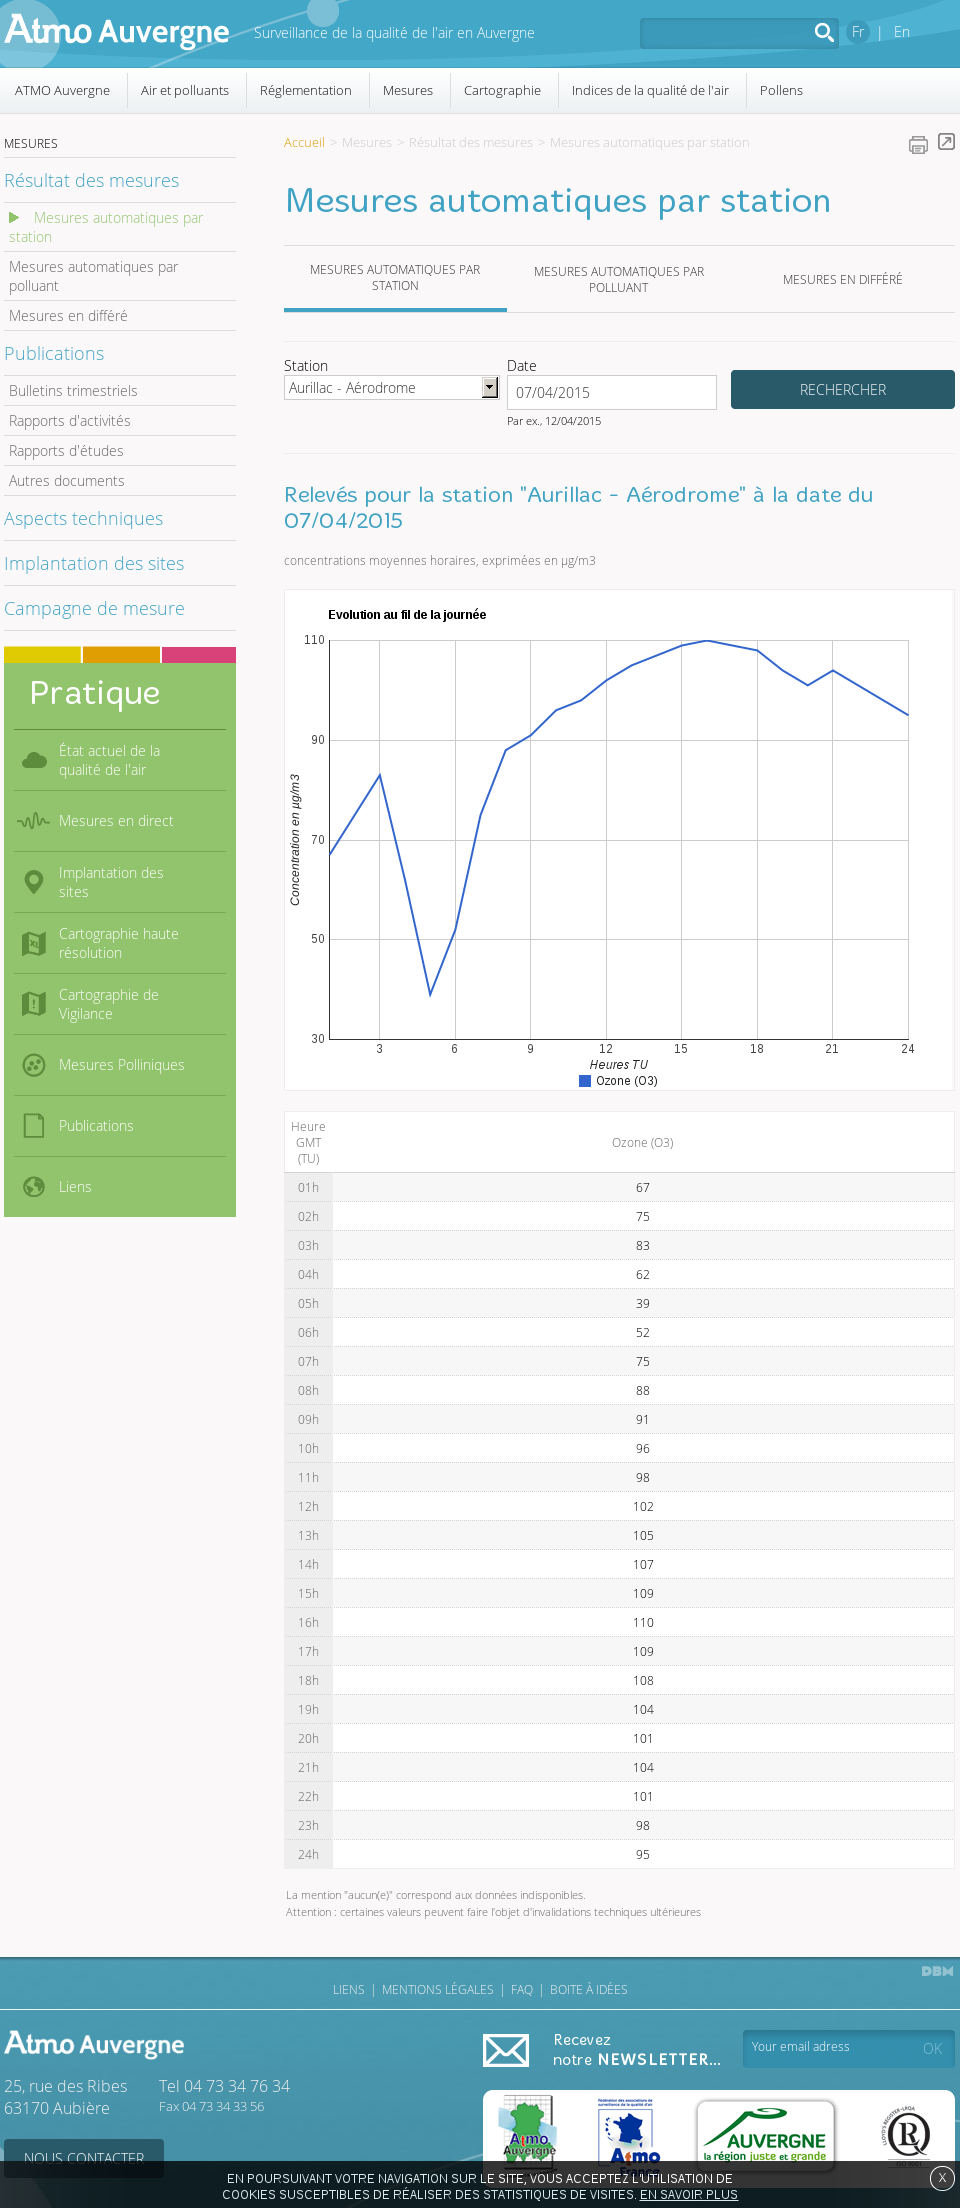 Atmo Auvergne
Surveillance de la qualité de l'air en Auvergne
Fr | En
ATMO Auvergne
Air et polluants
Réglementation
Mesures
Cartographie
Indices de la qualité de l'air
Pollens
MESURES
Résultat des mesures
Mesures automatiques par
station
Mesures automatiques par
polluant
Mesures en différé
Publications
Bulletins trimestriels
Rapports d'activités
Rapports d'études
Autres documents
Aspects techniques
Implantation des sites
Campagne de mesure
Pratique
État actuel de la
qualité de l'air
Mesures en direct
Implantation des
sites
Cartographie haute
résolution
Cartographie de
Vigilance
Mesures Polliniques
Publications
Liens
Accueil > Mesures > Résultat des mesures > Mesures automatiques par station
Mesures automatiques par station
MESURES AUTOMATIQUES PAR
STATION
MESURES AUTOMATIQUES PAR
POLLUANT
MESURES EN DIFFÉRÉ
Station
Aurillac - Aérodrome
Date
07/04/2015
Par ex., 12/04/2015
RECHERCHER
Relevés pour la station "Aurillac - Aérodrome" à la date du
07/04/2015
concentrations moyennes horaires, exprimées en µg/m3
Evolution au fil de la journée
110
90
70
50
30
Concentration en µg/m3
3 6 9 12 15 18 21 24
Heures TU
Ozone (O3)
Heure
GMT
(TU)
Ozone (O3)
01h 67
02h 75
03h 83
04h 62
05h 39
06h 52
07h 75
08h 88
09h 91
10h 96
11h 98
12h 102
13h 105
14h 107
15h 109
16h 110
17h 109
18h 108
19h 104
20h 101
21h 104
22h 101
23h 98
24h 95
La mention "aucun(e)" correspond aux données indisponibles.
Attention : certaines valeurs peuvent faire l'objet d'invalidations techniques ultérieures
DBM
LIENS | MENTIONS LÉGALES | FAQ | BOITE À IDÉES
Atmo Auvergne
25, rue des Ribes
63170 Aubière
Tel 04 73 34 76 34
Fax 04 73 34 33 56
NOUS CONTACTER
Recevez
notre NEWSLETTER...
Your email adress
OK
Atmo
Auvergne
Fédération des associations de
surveillance de la qualité de l'air
Atmo
France
AUVERGNE
la région juste et grande
EN POURSUIVANT VOTRE NAVIGATION SUR LE SITE, VOUS ACCEPTEZ L'UTILISATION DE
COOKIES SUSCEPTIBLES DE RÉALISER DES STATISTIQUES DE VISITES. EN SAVOIR PLUS
X